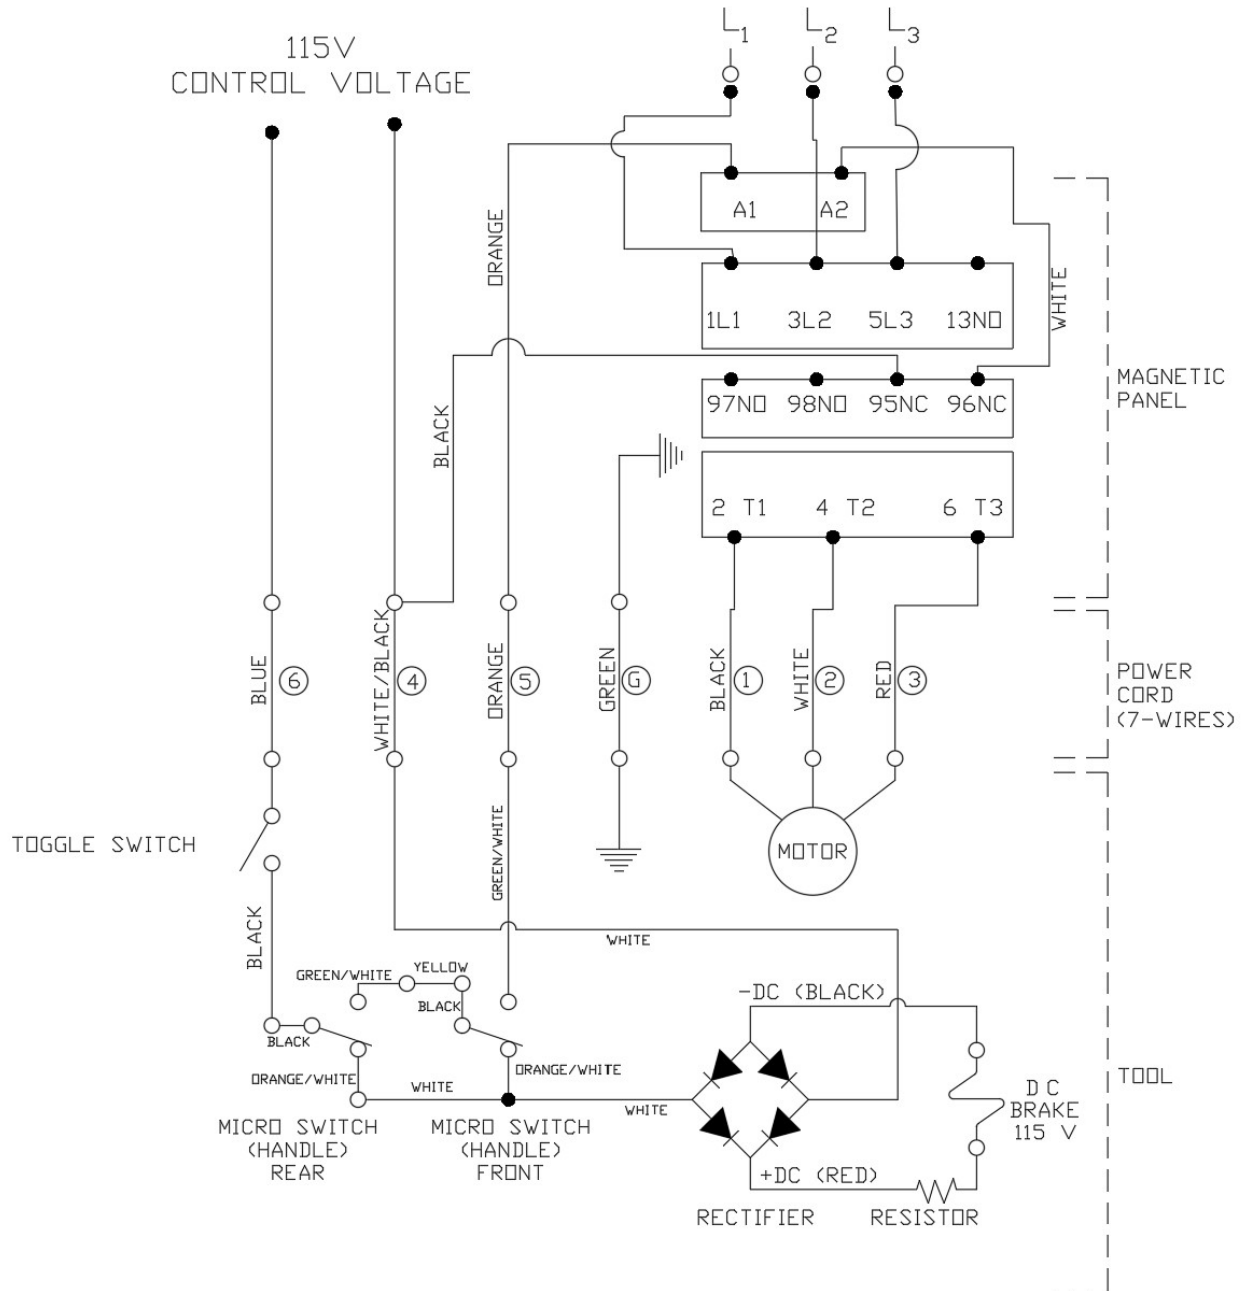 L1 L2 L3
115V
CONTROL VOLTAGE
A1 A2
ORANGE
WHITE
1L1 3L2 5L3 13NO
MAGNETIC
PANEL
97NO 98NO 95NC 96NC
BLACK
2 T1 4 T2 6 T3
BLUE 6 WHITE/BLACK 4 ORANGE 5 GREEN G BLACK 1 WHITE 2 RED 3
POWER
CORD
(7-WIRES)
TOGGLE SWITCH
GREEN/WHITE
MOTOR
BLACK
WHITE
GREEN/WHITE YELLOW
BLACK
-DC (BLACK)
BLACK
ORANGE/WHITE
ORANGE/WHITE
WHITE
WHITE
TOOL
DC
BRAKE
115 V
MICRO SWITCH
(HANDLE)
REAR
MICRO SWITCH
(HANDLE)
FRONT
+DC (RED)
RECTIFIER
RESISTOR